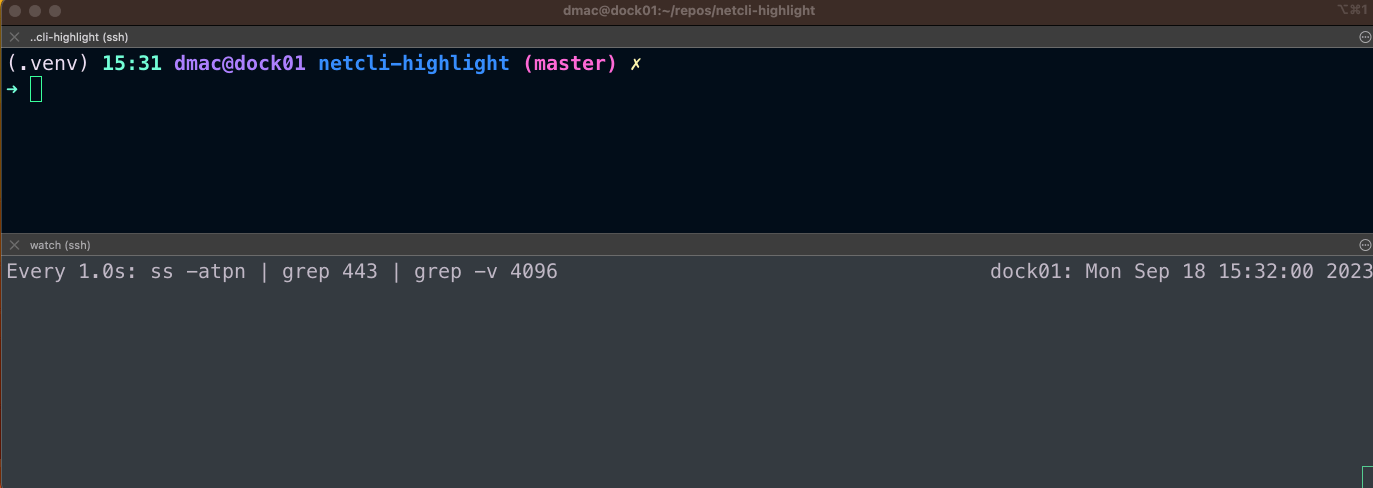 dmac@dock01:~/repos/netcli-highlight ⌥⌘1
..cli-highlight (ssh)
(.venv) 15:31 dmac@dock01 netcli-highlight (master) ✗
➜
watch (ssh)
Every 1.0s: ss -atpn | grep 443 | grep -v 4096 dock01: Mon Sep 18 15:32:00 2023